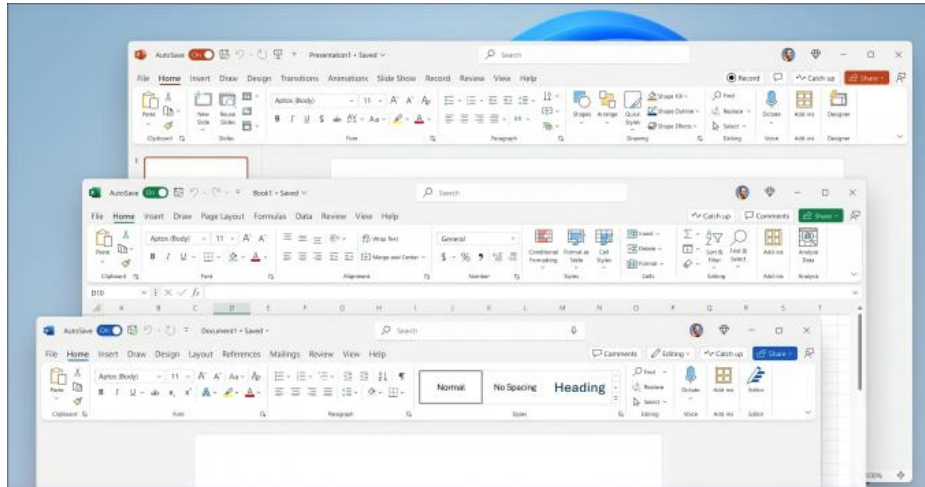 AutoSave On Presentation1 • Saved Search
File Home Insert Draw Design Transitions Animations Slide Show Record Review View Help Record Catch up Share
Aptos (Body) 11 Shape Fill Find
Paste New Slide Reuse Slides B I U S Aa Shapes Arrange Quick Styles Shape Outline Replace Dictate Add-ins Designer
Shape Effects Select
Clipboard Slides Font Paragraph Drawing Editing Voice Add-ins Designer
1
AutoSave On Book1 • Saved Search
File Home Insert Draw Page Layout Formulas Data Review View Help Catch up Comments Share
Aptos (Body) 11 Wrap Text General Insert
Paste B I U Merge and Center $ % Conditional Formatting Format as Table Cell Styles Delete Sort & Filter Find & Select Add-ins Analyze Data
Format
Clipboard Font Alignment Number Styles Cells Editing Add-ins Analysis
D10 fx
A B C D E F G H I J K L M N O P Q R S T
AutoSave On Document1 • Saved Search
File Home Insert Draw Design Layout References Mailings Review View Help Comments Editing Catch up Share
Aptos (Body) 11 Aa Find
Paste B I U ab Normal No Spacing Heading Replace Dictate Add-ins Editor
Select
Clipboard Font Paragraph Styles Editing Voice Add-ins Editor
100%